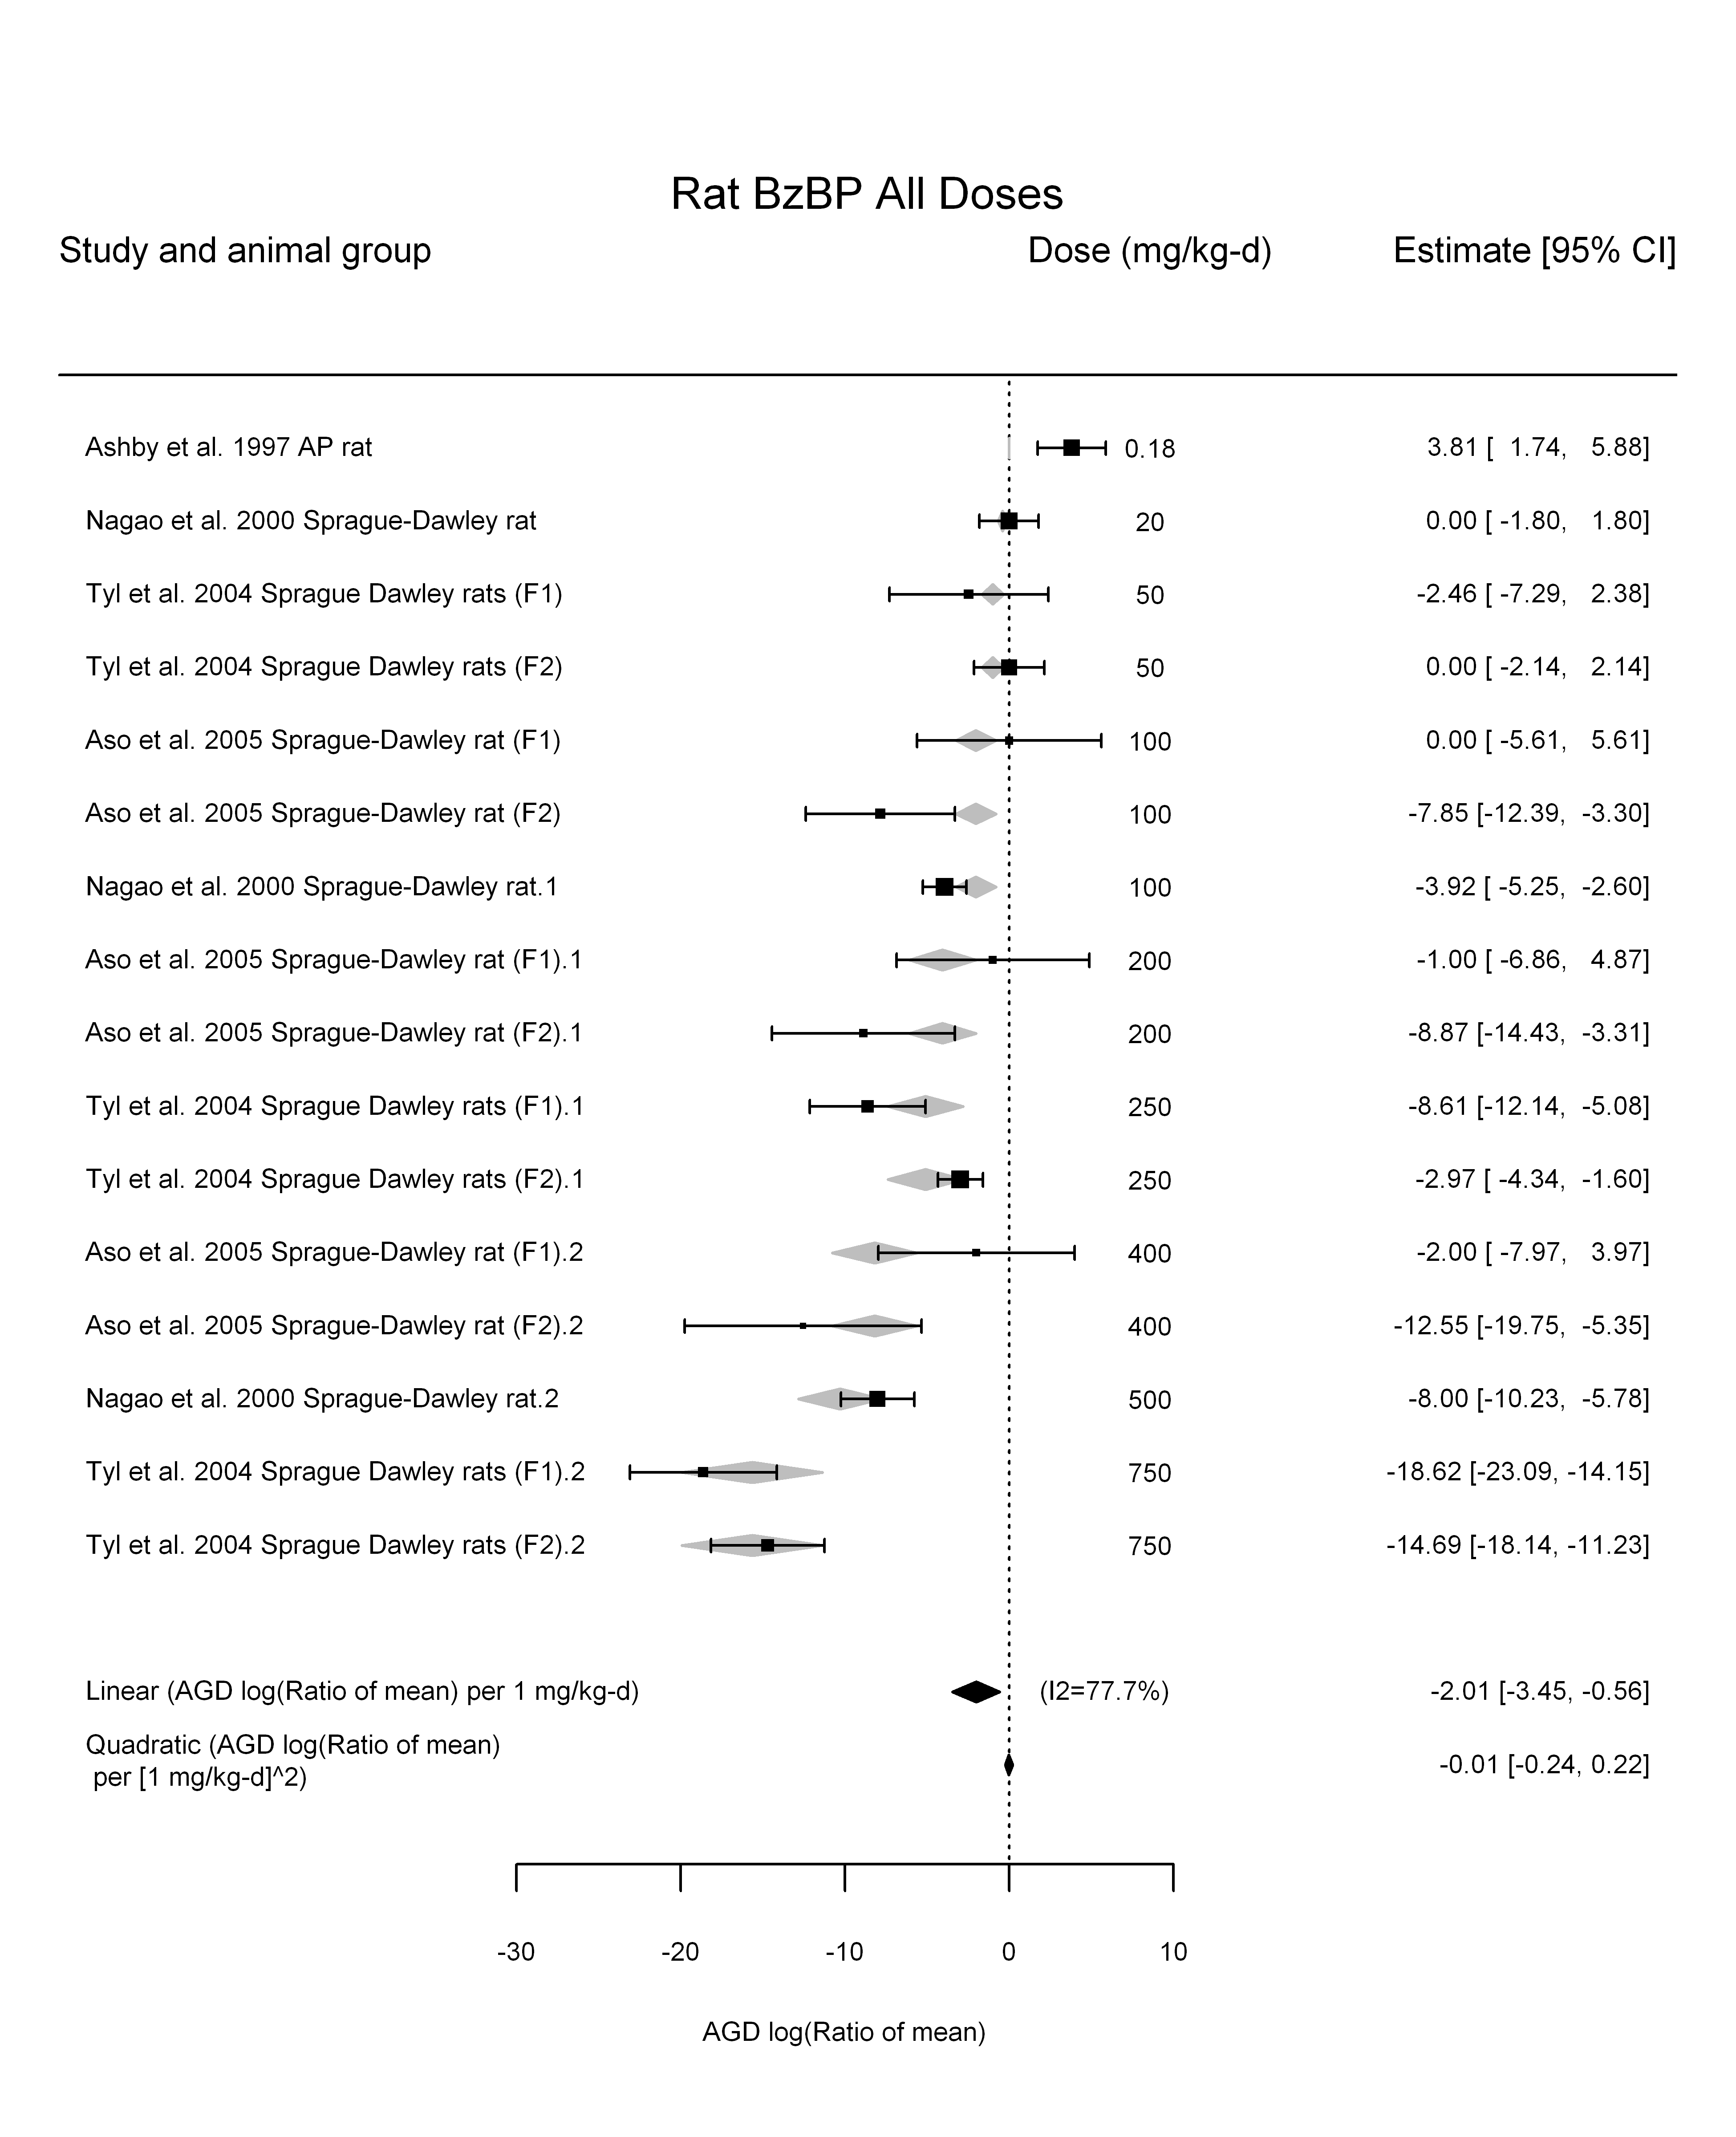 Rat BzBP All Doses
Study and animal group Dose (mg/kg-d) Estimate [95% CI]
Ashby et al. 1997 AP rat 0.18 3.81 [ 1.74, 5.88]
Nagao et al. 2000 Sprague-Dawley rat 20 0.00 [ -1.80, 1.80]
Tyl et al. 2004 Sprague Dawley rats (F1) 50 -2.46 [ -7.29, 2.38]
Tyl et al. 2004 Sprague Dawley rats (F2) 50 0.00 [ -2.14, 2.14]
Aso et al. 2005 Sprague-Dawley rat (F1) 100 0.00 [ -5.61, 5.61]
Aso et al. 2005 Sprague-Dawley rat (F2) 100 -7.85 [-12.39, -3.30]
Nagao et al. 2000 Sprague-Dawley rat.1 100 -3.92 [ -5.25, -2.60]
Aso et al. 2005 Sprague-Dawley rat (F1).1 200 -1.00 [ -6.86, 4.87]
Aso et al. 2005 Sprague-Dawley rat (F2).1 200 -8.87 [-14.43, -3.31]
Tyl et al. 2004 Sprague Dawley rats (F1).1 250 -8.61 [-12.14, -5.08]
Tyl et al. 2004 Sprague Dawley rats (F2).1 250 -2.97 [ -4.34, -1.60]
Aso et al. 2005 Sprague-Dawley rat (F1).2 400 -2.00 [ -7.97, 3.97]
Aso et al. 2005 Sprague-Dawley rat (F2).2 400 -12.55 [-19.75, -5.35]
Nagao et al. 2000 Sprague-Dawley rat.2 500 -8.00 [-10.23, -5.78]
Tyl et al. 2004 Sprague Dawley rats (F1).2 750 -18.62 [-23.09, -14.15]
Tyl et al. 2004 Sprague Dawley rats (F2).2 750 -14.69 [-18.14, -11.23]
Linear (AGD log(Ratio of mean) per 1 mg/kg-d) (I2=77.7%) -2.01 [-3.45, -0.56]
Quadratic (AGD log(Ratio of mean)
per [1 mg/kg-d]^2) -0.01 [-0.24, 0.22]
-30 -20 -10 0 10
AGD log(Ratio of mean)